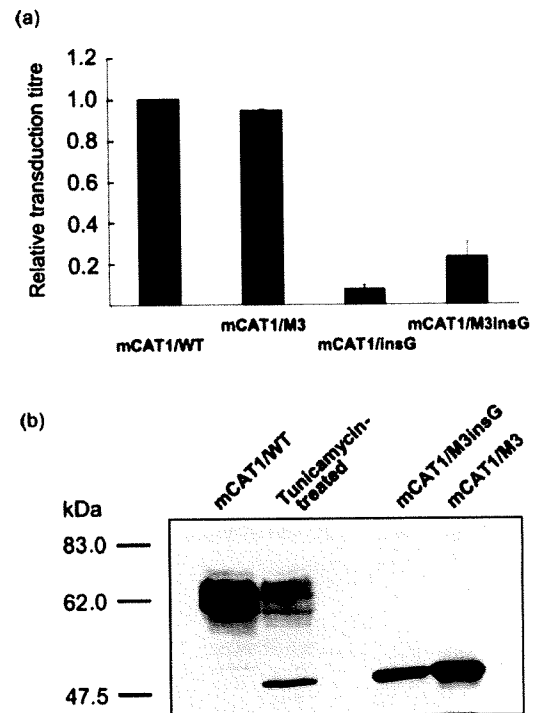 (a)
1.2
1.0
0.8
0.6
0.4
0.2
Relative transduction titre
mCAT1/WT
mCAT1/M3
mCAT1/insG
mCAT1/M3insG
(b)
kDa
83.0
62.0
47.5
mCAT1/WT
Tunicamycin-
treated
mCAT1/M3insG
mCAT1/M3